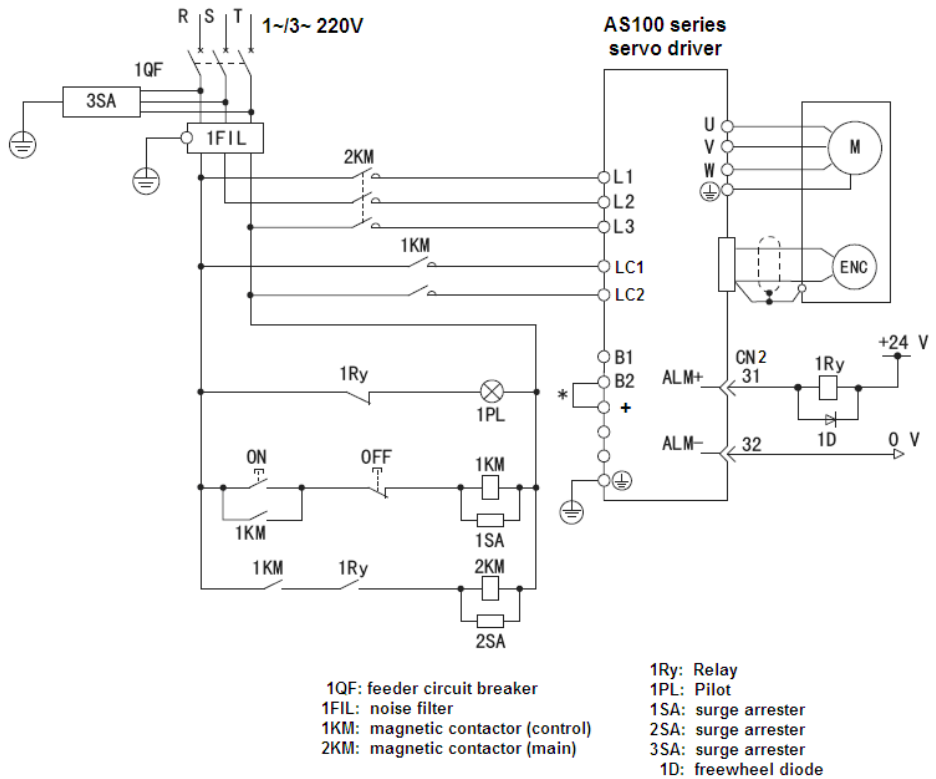 R S T 1~/3~ 220V
AS100 series
servo driver
1QF
3SA
1FIL
U
V
W
M
2KM
L1
L2
L3
1KM
LC1
LC2
ENC
+24 V
B1
CN2
1Ry
B2
ALM+
31
1Ry
*
+
1PL
1D
ALM-
32
0 V
ON
OFF
1KM
1KM
1SA
1KM
1Ry
2KM
2SA
1QF: feeder circuit breaker
1FIL: noise filter
1KM: magnetic contactor (control)
2KM: magnetic contactor (main)
1Ry: Relay
1PL: Pilot
1SA: surge arrester
2SA: surge arrester
3SA: surge arrester
1D: freewheel diode